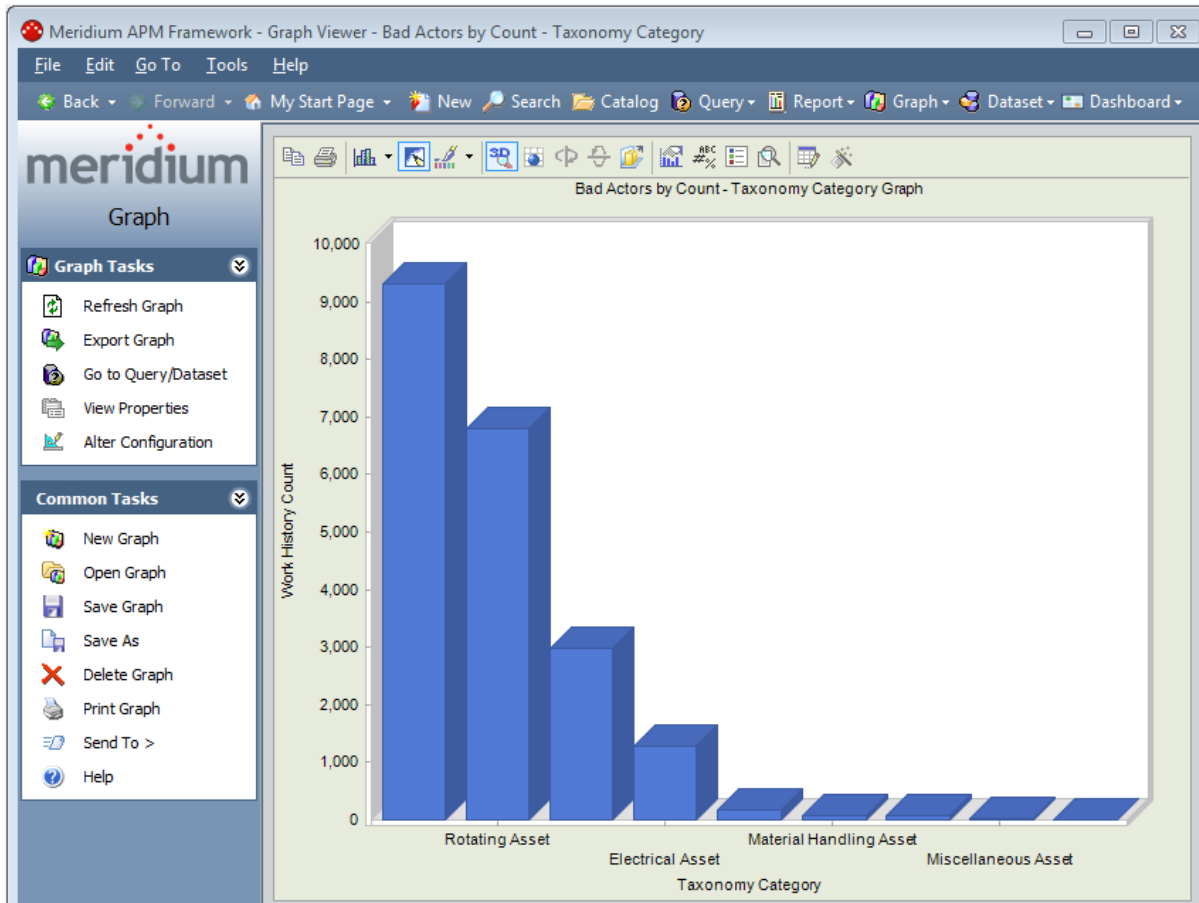 Meridium APM Framework - Graph Viewer - Bad Actors by Count - Taxonomy Category
File Edit Go To Tools Help
Back Forward My Start Page New Search Catalog Query Report Graph Dataset Dashboard
meridium
Graph
Graph Tasks
Refresh Graph
Export Graph
Go to Query/Dataset
View Properties
Alter Configuration
Common Tasks
New Graph
Open Graph
Save Graph
Save As
Delete Graph
Print Graph
Send To >
Help
3D ABC #,%
Bad Actors by Count - Taxonomy Category Graph
Work History Count
10,000
9,000
8,000
7,000
6,000
5,000
4,000
3,000
2,000
1,000
0
Rotating Asset Material Handling Asset
Electrical Asset Miscellaneous Asset
Taxonomy Category